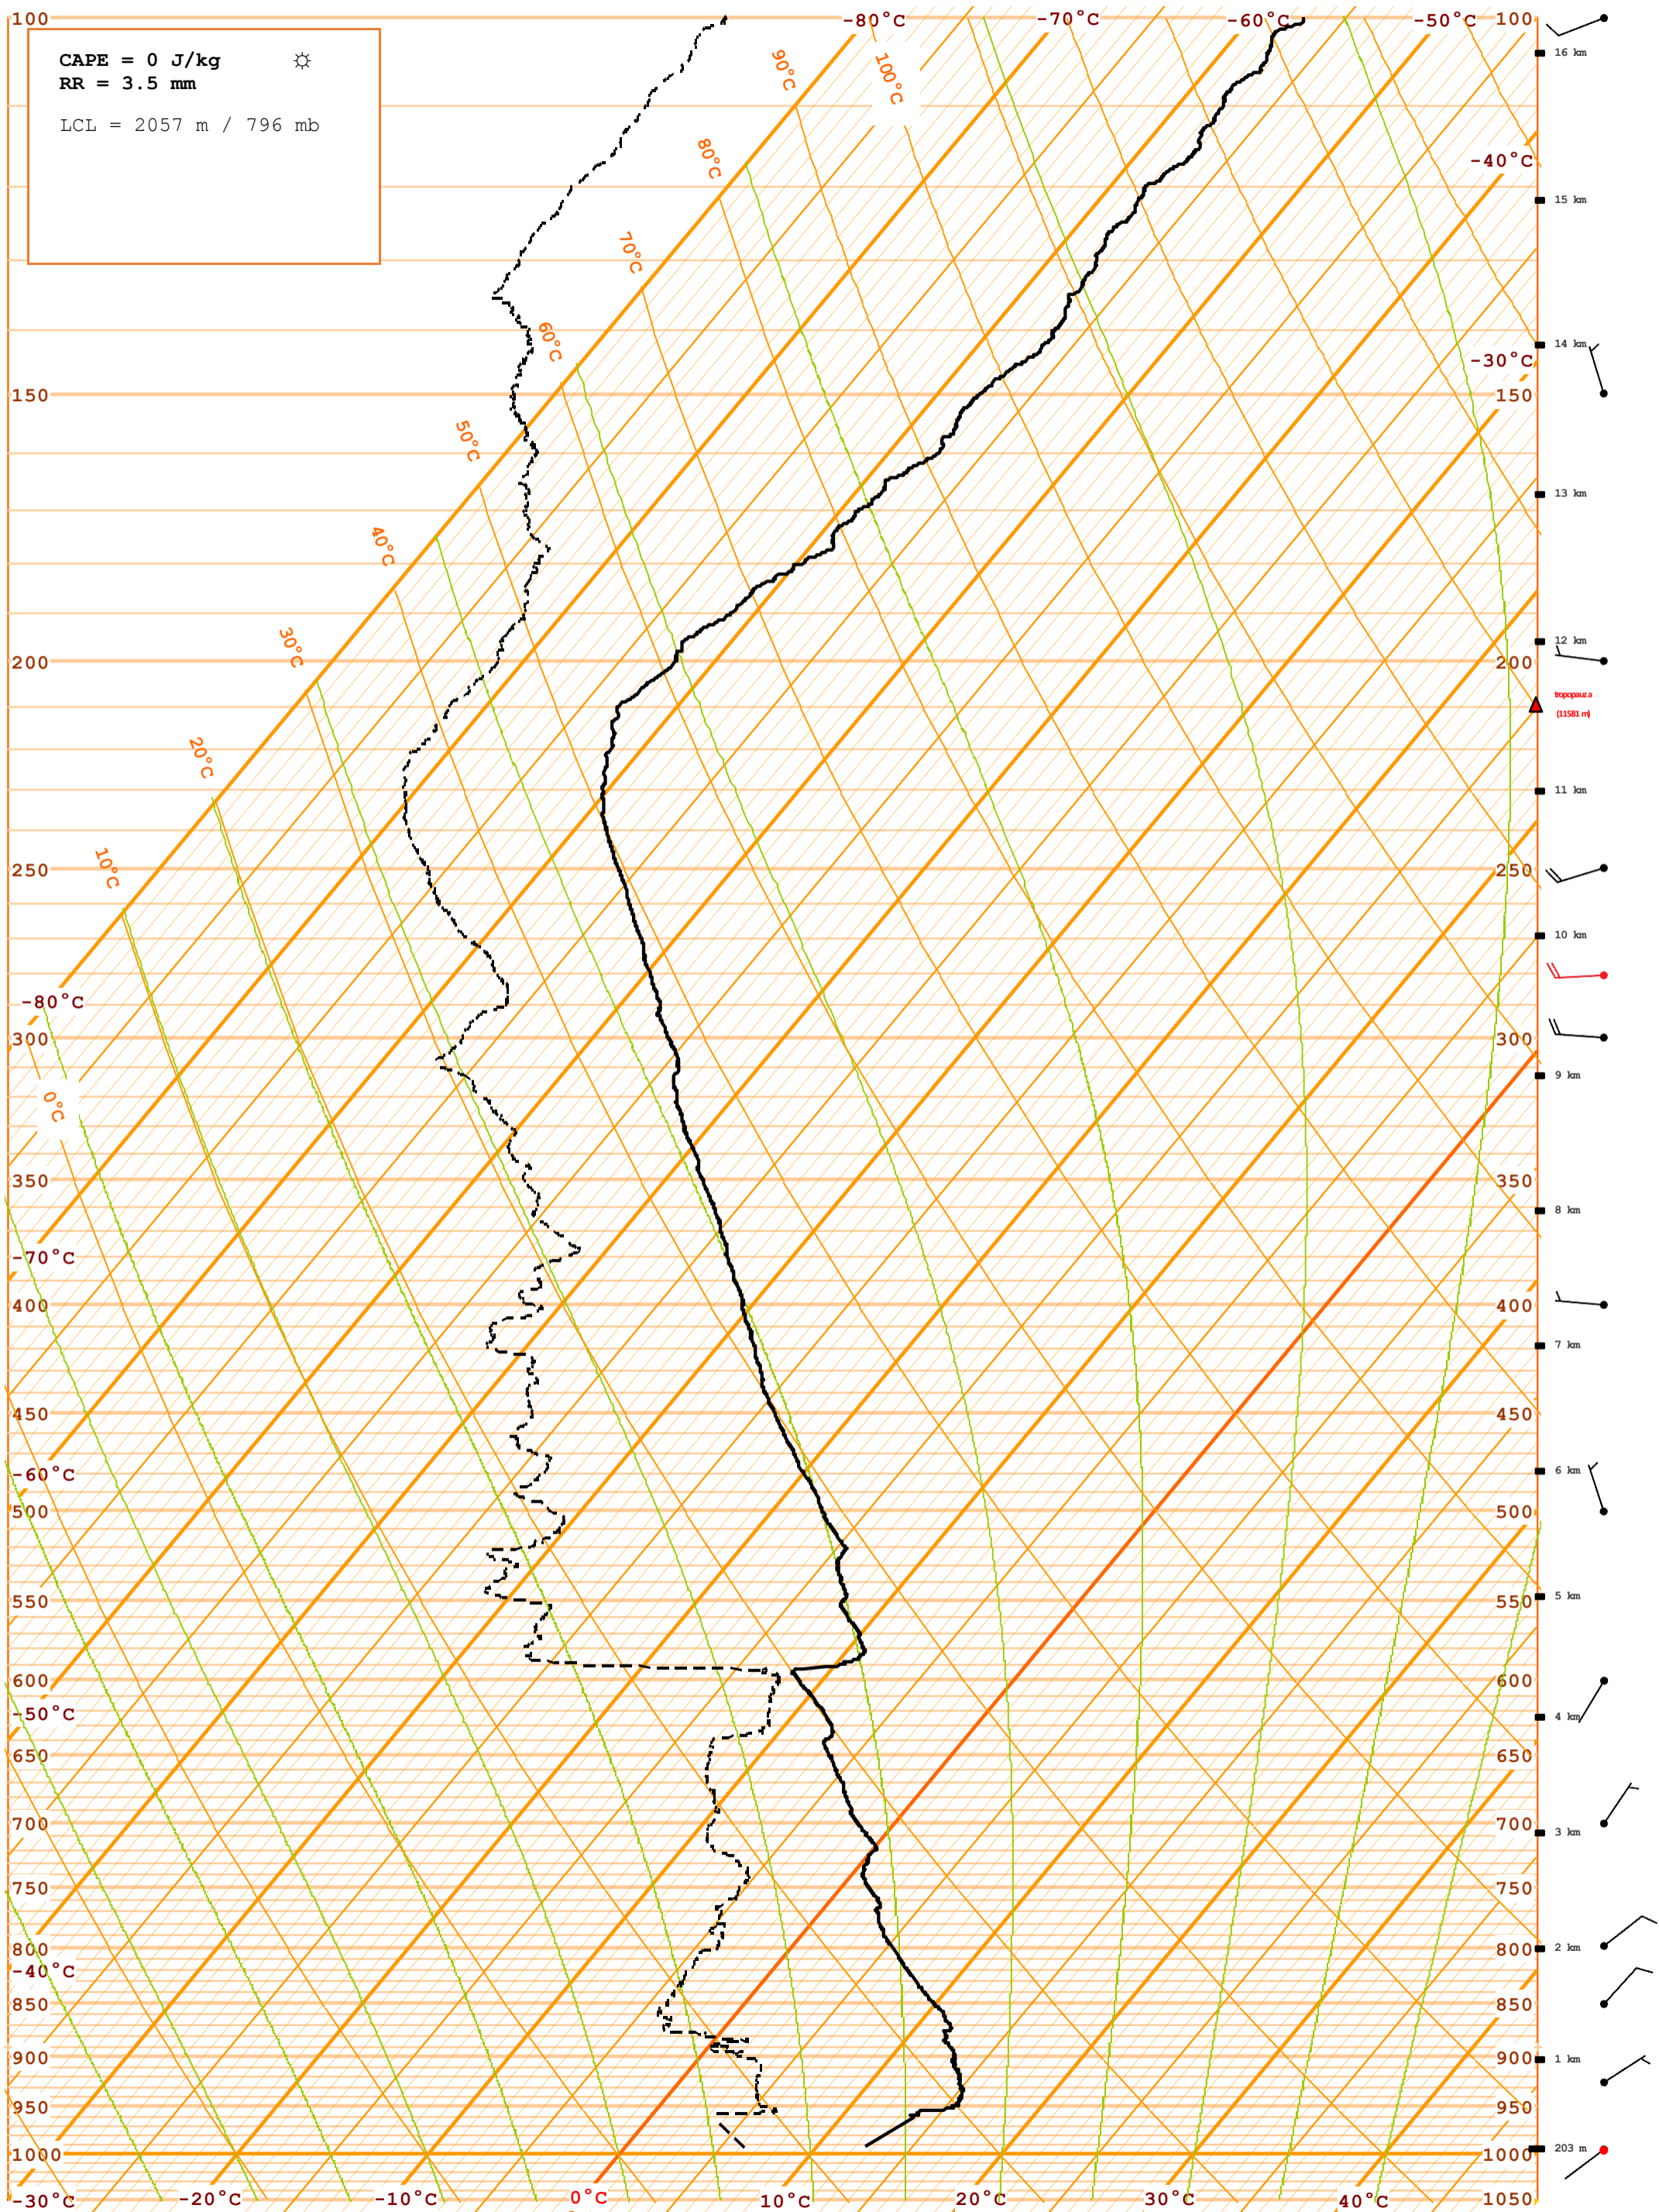 100 -80°C -70°C -60°C -50°C 100
CAPE = 0 J/kg ☼
RR = 3.5 mm
LCL = 2057 m / 796 mb
16 km
90°C 100°C
80°C -40°C
15 km
70°C
60°C 14 km
-30°C
150 150
50°C
13 km
40°C
30°C 12 km
200 200
tropopauza
(11581 m)
20°C
11 km
10°C 250 250
10 km
-80°C
300 300
9 km
0°C
350 350
8 km
-70°C
400 400
7 km
450 450
-60°C 6 km
500 500
5 km
550 550
600 600
-50°C 4 km
650 650
700 700
3 km
750 750
800 800 2 km
-40°C
850 850
900 900 1 km
950 950
1000 1000 203 m
-30°C -20°C -10°C 0°C 10°C 20°C 30°C 40°C 1050